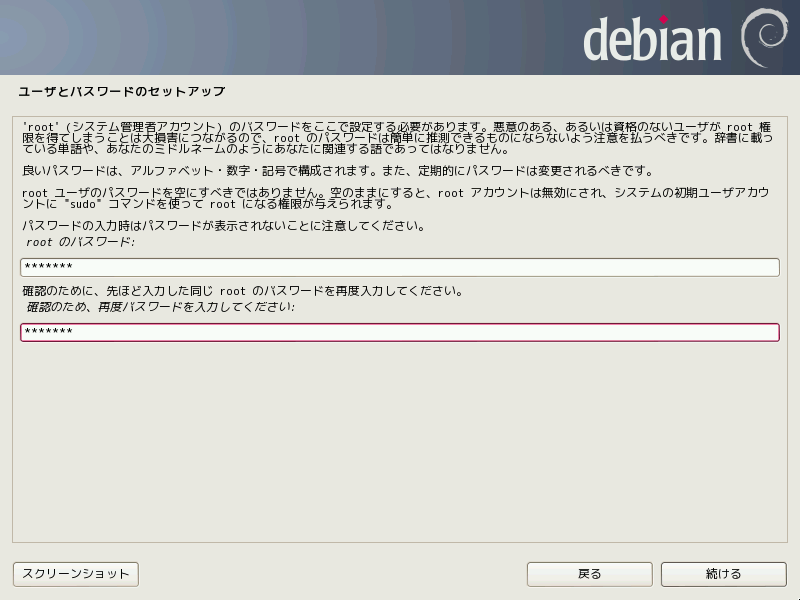 debian
ユーザとパスワードのセットアップ
'root' (システム管理者アカウント) のパスワードをここで設定する必要があります。悪意のある、あるいは資格のないユーザが root 権
限を得てしまうことは大損害につながるので、root のパスワードは簡単に推測できるものにならないよう注意を払うべきです。辞書に載っ
ている単語や、あなたのミドルネームのようにあなたに関連する語であってはなりません。
良いパスワードは、アルファベット・数字・記号で構成されます。また、定期的にパスワードは変更されるべきです。
root ユーザのパスワードを空にすべきではありません。空のままにすると、root アカウントは無効にされ、システムの初期ユーザアカウ
ントに "sudo" コマンドを使って root になる権限が与えられます。
パスワードの入力時はパスワードが表示されないことに注意してください。
root のパスワード:
*******
確認のために、先ほど入力した同じ root のパスワードを再度入力してください。
確認のため、再度パスワードを入力してください:
*******
スクリーンショット
戻る
続ける